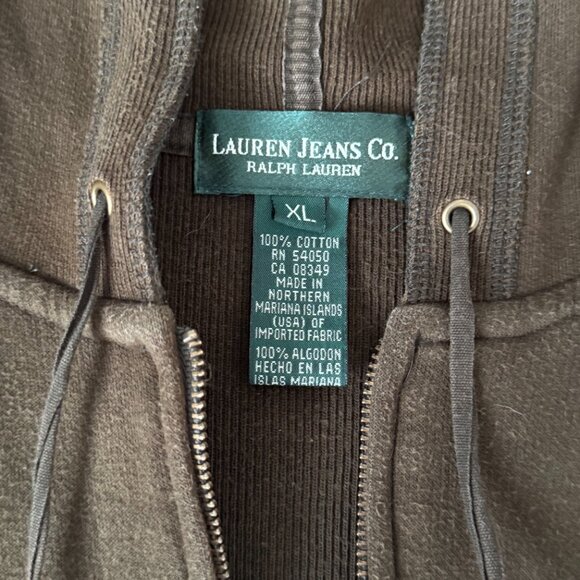 LAUREN JEANS CO.
RALPH LAUREN
XL
100% COTTON
RN 54050
CA 08349
MADE IN
NORTHERN
MARIANA ISLANDS
(USA) OF
IMPORTED FABRIC
100% ALGODON
HECHO EN LAS
ISLAS MARIANA